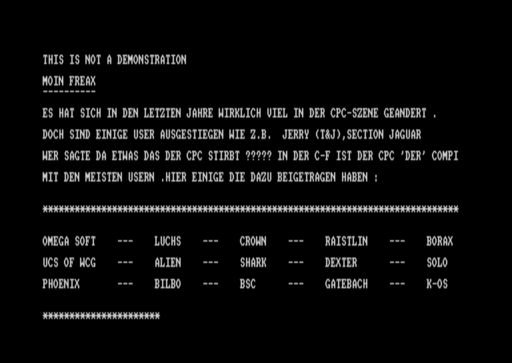 THIS IS NOT A DEMONSTRATION
MOIN FREAX
----------
ES HAT SICH IN DEN LETZTEN JAHRE WIRKLICH VIEL IN DER CPC-SZENE GEANDERT .
DOCH SIND EINIGE USER AUSGESTIEGEN WIE Z.B.  JERRY (T&J),SECTION JAGUAR
WER SAGTE DA ETWAS DAS DER CPC STIRBT ????? IN DER C-F IST DER CPC 'DER' COMPI
MIT DEN MEISTEN USERN .HIER EINIGE DIE DAZU BEIGETRAGEN HABEN :
******************************************************************************
OMEGA SOFT    ---    LUCHS    ---    CROWN    ---    RAISTLIN    ---    BORAX
UCS OF WCG    ---    ALIEN    ---    SHARK    ---    DEXTER      ---    SOLO
PHOENIX       ---    BILBO    ---    BSC      ---    GATEBACH    ---    K-OS
**********************